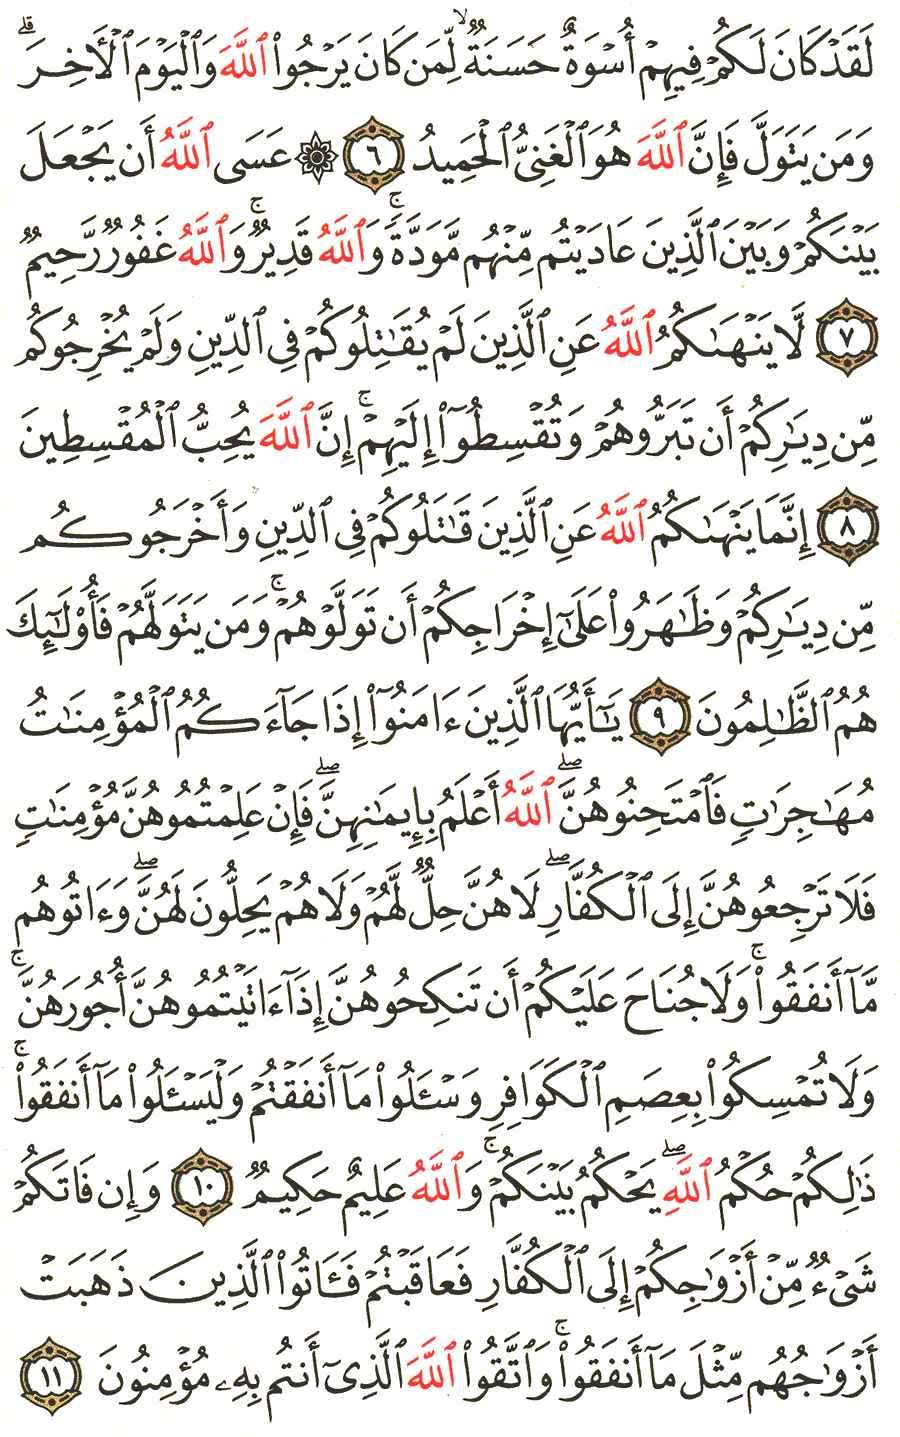 لَقَدْ كَانَ لَكُمْ فِيهِمْ أُسْوَةٌ حَسَنَةٌ لِّمَن كَانَ يَرْجُوا۟ ٱللَّهَ وَٱلْيَوْمَ ٱلْـَٔاخِرَ ۚ
وَمَن يَتَوَلَّ فَإِنَّ ٱللَّهَ هُوَ ٱلْغَنِىُّ ٱلْحَمِيدُ ٦ ۞ عَسَى ٱللَّهُ أَن يَجْعَلَ
بَيْنَكُمْ وَبَيْنَ ٱلَّذِينَ عَادَيْتُم مِّنْهُم مَّوَدَّةً ۚ وَٱللَّهُ قَدِيرٌ ۚ وَٱللَّهُ غَفُورٌ رَّحِيمٌ
٧ لَّا يَنْهَىٰكُمُ ٱللَّهُ عَنِ ٱلَّذِينَ لَمْ يُقَـٰتِلُوكُمْ فِى ٱلدِّينِ وَلَمْ يُخْرِجُوكُم
مِّن دِيَـٰرِكُمْ أَن تَبَرُّوهُمْ وَتُقْسِطُوٓا۟ إِلَيْهِمْ ۚ إِنَّ ٱللَّهَ يُحِبُّ ٱلْمُقْسِطِينَ
٨ إِنَّمَا يَنْهَىٰكُمُ ٱللَّهُ عَنِ ٱلَّذِينَ قَـٰتَلُوكُمْ فِى ٱلدِّينِ وَأَخْرَجُوكُم
مِّن دِيَـٰرِكُمْ وَظَـٰهَرُوا۟ عَلَىٰٓ إِخْرَاجِكُمْ أَن تَوَلَّوْهُمْ ۚ وَمَن يَتَوَلَّهُمْ فَأُو۟لَـٰٓئِكَ
هُمُ ٱلظَّـٰلِمُونَ ٩ يَـٰٓأَيُّهَا ٱلَّذِينَ ءَامَنُوٓا۟ إِذَا جَآءَكُمُ ٱلْمُؤْمِنَـٰتُ
مُهَـٰجِرَٰتٍ فَٱمْتَحِنُوهُنَّ ۖ ٱللَّهُ أَعْلَمُ بِإِيمَـٰنِهِنَّ ۖ فَإِنْ عَلِمْتُمُوهُنَّ مُؤْمِنَـٰتٍ
فَلَا تَرْجِعُوهُنَّ إِلَى ٱلْكُفَّارِ ۖ لَا هُنَّ حِلٌّ لَّهُمْ وَلَا هُمْ يَحِلُّونَ لَهُنَّ ۖ وَءَاتُوهُم
مَّآ أَنفَقُوا۟ ۚ وَلَا جُنَاحَ عَلَيْكُمْ أَن تَنكِحُوهُنَّ إِذَآ ءَاتَيْتُمُوهُنَّ أُجُورَهُنَّ ۚ
وَلَا تُمْسِكُوا۟ بِعِصَمِ ٱلْكَوَافِرِ وَسْـَٔلُوا۟ مَآ أَنفَقْتُمْ وَلْيَسْـَٔلُوا۟ مَآ أَنفَقُوا۟ ۚ
ذَٰلِكُمْ حُكْمُ ٱللَّهِ ۖ يَحْكُمُ بَيْنَكُمْ ۚ وَٱللَّهُ عَلِيمٌ حَكِيمٌ ١٠ وَإِن فَاتَكُمْ
شَىْءٌ مِّنْ أَزْوَٰجِكُمْ إِلَى ٱلْكُفَّارِ فَعَاقَبْتُمْ فَـَٔاتُوا۟ ٱلَّذِينَ ذَهَبَتْ
أَزْوَٰجُهُم مِّثْلَ مَآ أَنفَقُوا۟ ۚ وَٱتَّقُوا۟ ٱللَّهَ ٱلَّذِىٓ أَنتُم بِهِۦ مُؤْمِنُونَ ١١